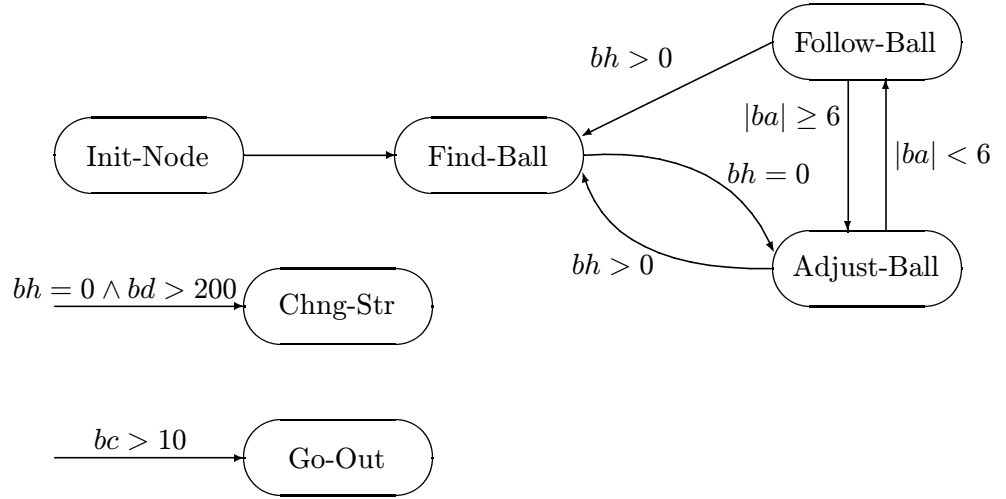 Follow-Ball
bh > 0
|ba| ≥ 6
Init-Node
Find-Ball
|ba| < 6
bh = 0
bh > 0
Adjust-Ball
bh = 0 ∧ bd > 200
Chng-Str
bc > 10
Go-Out